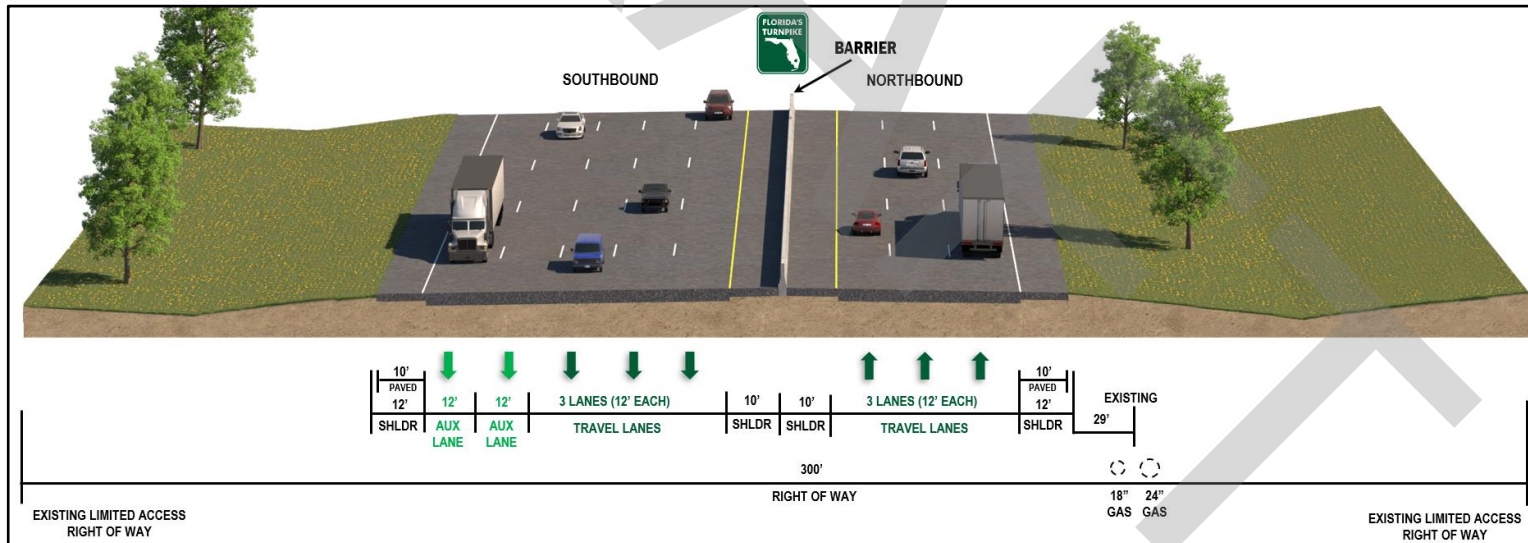 FLORIDA'S
TURNPIKE
BARRIER
SOUTHBOUND
NORTHBOUND
10'
PAVED
12'
SHLDR
12'
AUX
LANE
12'
AUX
LANE
3 LANES (12' EACH)
TRAVEL LANES
10'
SHLDR
10'
SHLDR
3 LANES (12' EACH)
TRAVEL LANES
10'
PAVED
12'
SHLDR
EXISTING
29'
300'
RIGHT OF WAY
18"
GAS
24"
GAS
EXISTING LIMITED ACCESS
RIGHT OF WAY
EXISTING LIMITED ACCESS
RIGHT OF WAY